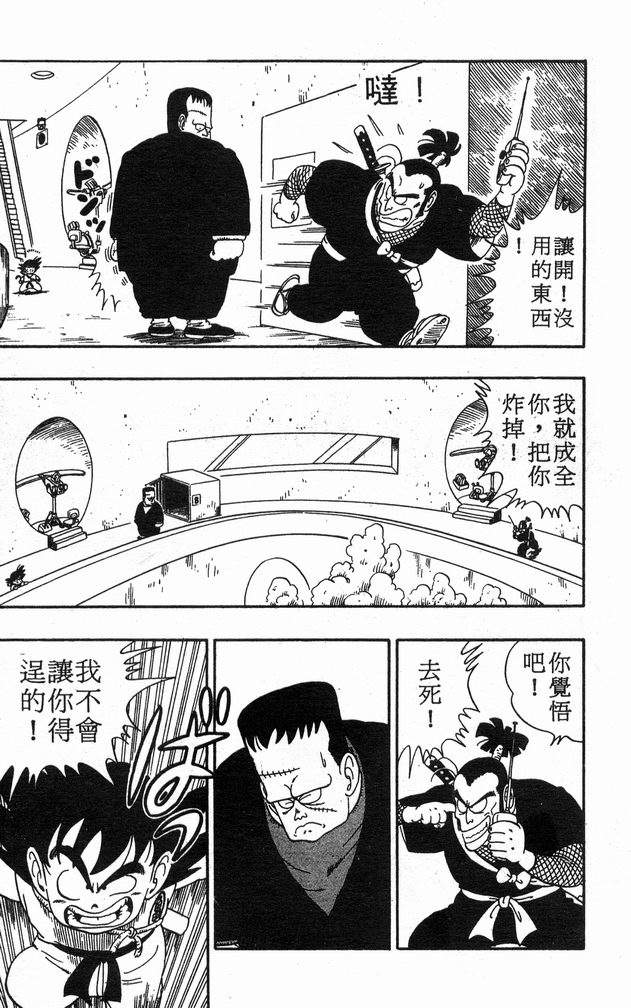 噠！
讓開！沒
用的東西
！
ドンッ
我就成全
你，把你
炸掉！
你覺悟
吧！
去死！
ばっ
我不會
讓你得
逞的！